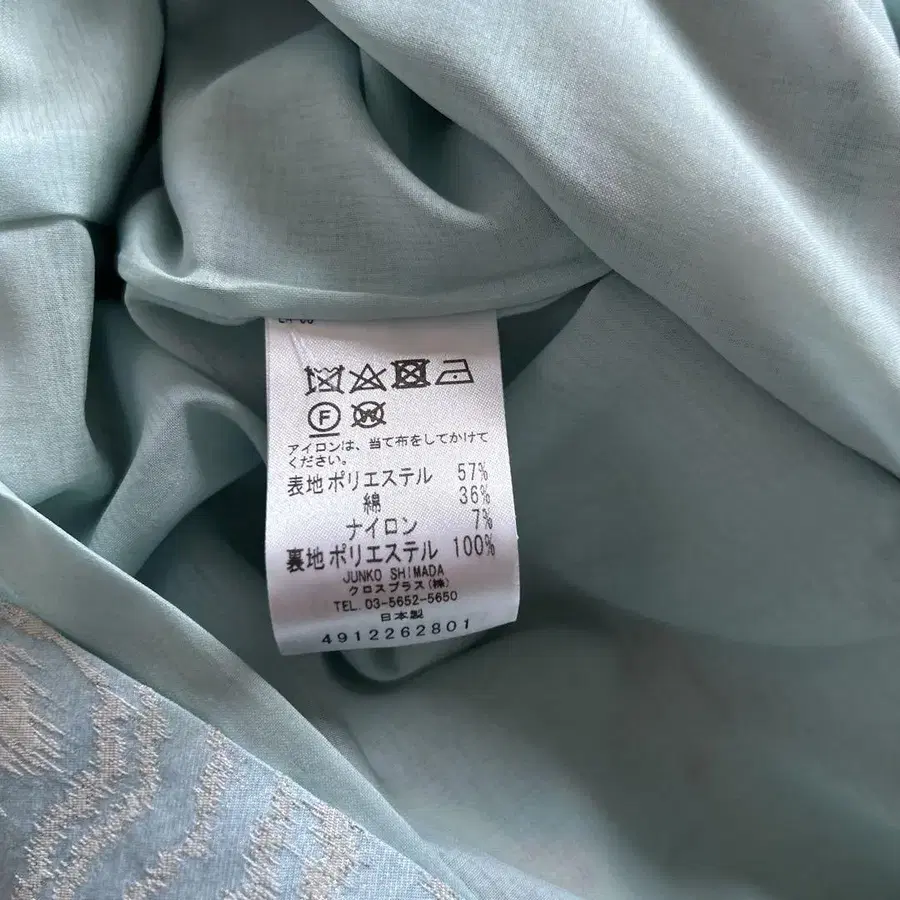 F W
アイロンは、当て布をしてかけて
ください。
表地 ポリエステル 57%
綿 36%
ナイロン 7%
裏地 ポリエステル 100%
JUNKO SHIMADA
クロスプラス(株)
TEL. 03-5652-5650
日本製
4912262801